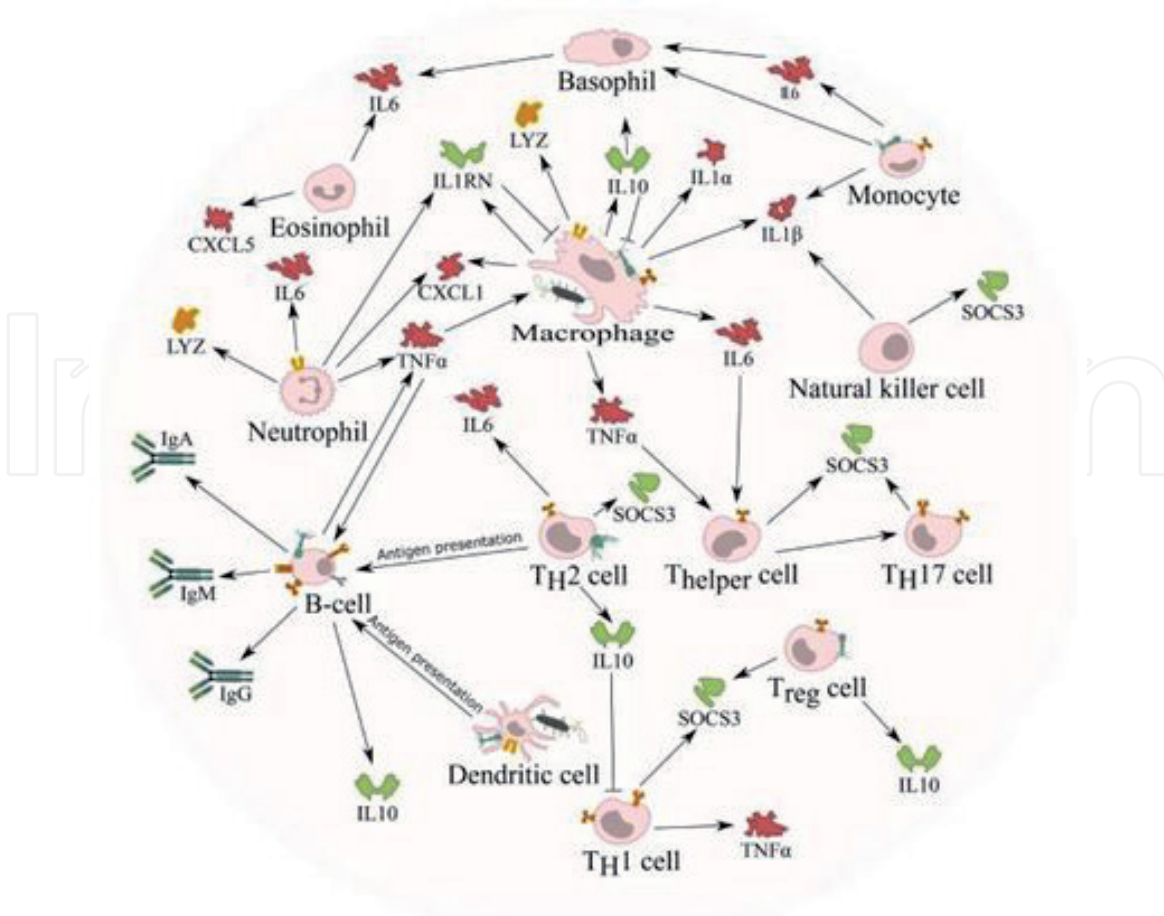 Basophil
IL6
Il6
LYZ
IL1RN
IL10
IL1α
Monocyte
Eosinophil
CXCL5
IL1β
IL6
CXCL1
SOCS3
LYZ
TNFα
Macrophage
IL6
Natural killer cell
Neutrophil
IL6
TNFα
IgA
SOCS3
SOCS3
Antigen presentation
TH2 cell
Thelper cell
TH17 cell
IgM
B-cell
Antigen presentation
IL10
IgG
SOCS3
Treg cell
Dendritic cell
IL10
IL10
TH1 cell
TNFα